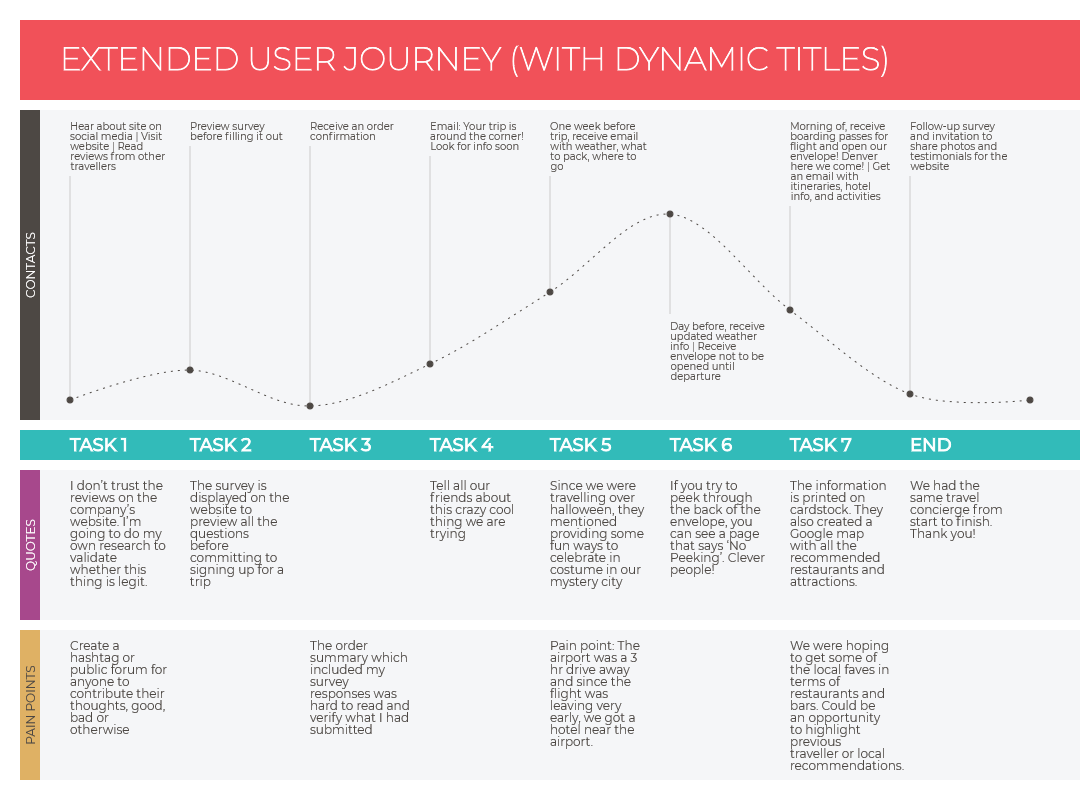 EXTENDED USER JOURNEY (WITH DYNAMIC TITLES)
CONTACTS
Hear about site on
social media | Visit
website | Read
reviews from other
travellers
Preview survey
before filling it out
Receive an order
confirmation
Email: Your trip is
around the corner!
Look for info soon
One week before
trip, receive email
with weather, what
to pack, where to
go
Day before, receive
updated weather
info | Receive
envelope not to be
opened until
departure
Morning of, receive
boarding passes for
flight and open our
envelope! Denver
here we come! | Get
an email with
itineraries, hotel
info, and activities
Follow-up survey
and invitation to
share photos and
testimonials for the
website
TASK 1
TASK 2
TASK 3
TASK 4
TASK 5
TASK 6
TASK 7
END
QUOTES
I don’t trust the
reviews on the
company’s
website. I’m
going to do my
own research to
validate
whether this
thing is legit.
The survey is
displayed on the
website to
preview all the
questions
before
committing to
signing up for a
trip
Tell all our
friends about
this crazy cool
thing we are
trying
Since we were
travelling over
halloween, they
mentioned
providing some
fun ways to
celebrate in
costume in our
mystery city
If you try to
peek through
the back of the
envelope, you
can see a page
that says ‘No
Peeking’. Clever
people!
The information
is printed on
cardstock. They
also created a
Google map
with all the
recommended
restaurants and
attractions.
We had the
same travel
concierge from
start to finish.
Thank you!
PAIN POINTS
Create a
hashtag or
public forum for
anyone to
contribute their
thoughts, good,
bad or
otherwise
The order
summary which
included my
survey
responses was
hard to read and
verify what I had
submitted
Pain point: The
airport was a 3
hr drive away
and since the
flight was
leaving very
early, we got a
hotel near the
airport.
We were hoping
to get some of
the local faves in
terms of
restaurants and
bars. Could be
an opportunity
to highlight
previous
traveller or local
recommendations.